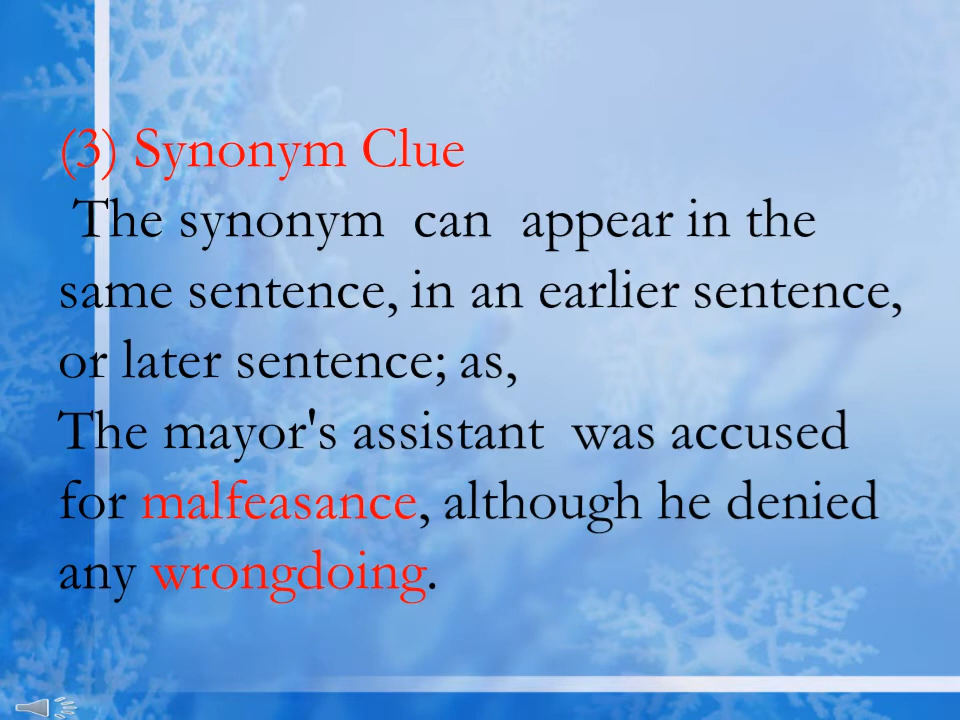 (3) Synonym Clue
The synonym can appear in the
same sentence, in an earlier sentence,
or later sentence; as,
The mayor's assistant was accused
for malfeasance, although he denied
any wrongdoing.